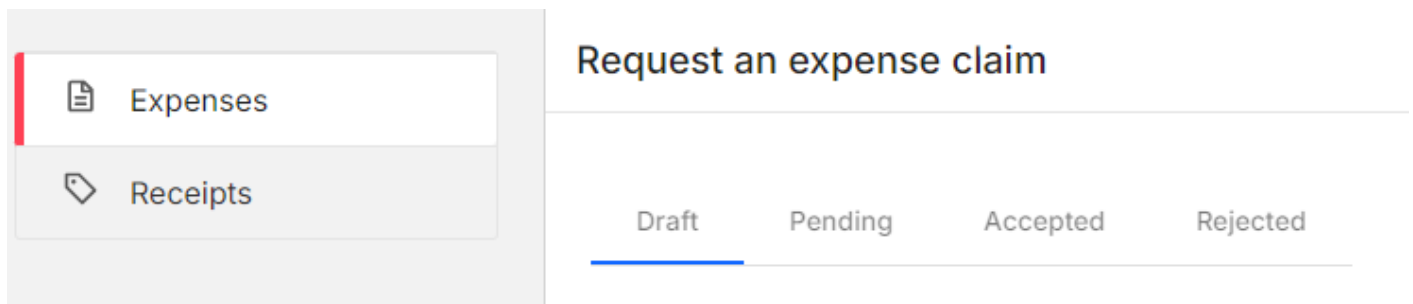 Expenses
Receipts
Request an expense claim
Draft Pending Accepted Rejected